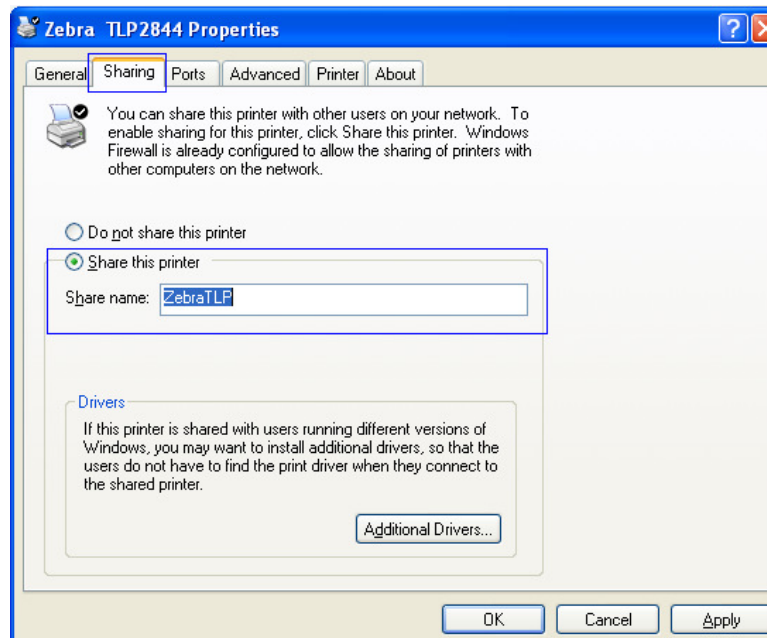 Zebra TLP2844 Properties
General Sharing Ports Advanced Printer About
You can share this printer with other users on your network. To
enable sharing for this printer, click Share this printer. Windows
Firewall is already configured to allow the sharing of printers with
other computers on the network.
Do not share this printer
Share this printer
Share name: ZebraTLP
Drivers
If this printer is shared with users running different versions of
Windows, you may want to install additional drivers, so that the
users do not have to find the print driver when they connect to
the shared printer.
Additional Drivers...
OK Cancel Apply